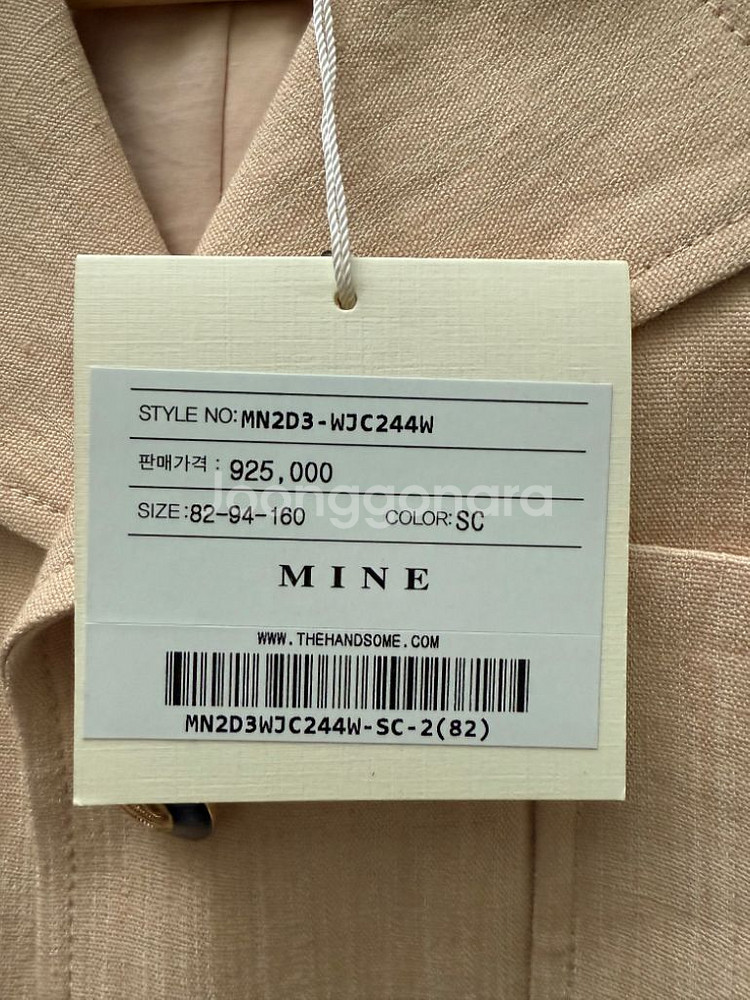 STYLE NO: MN2D3-WJC244W
판매가격 : 925,000
joonggonara
SIZE: 82-94-160 COLOR: SC
MINE
WWW.THEHANDSOME.COM
MN2D3WJC244W-SC-2(82)